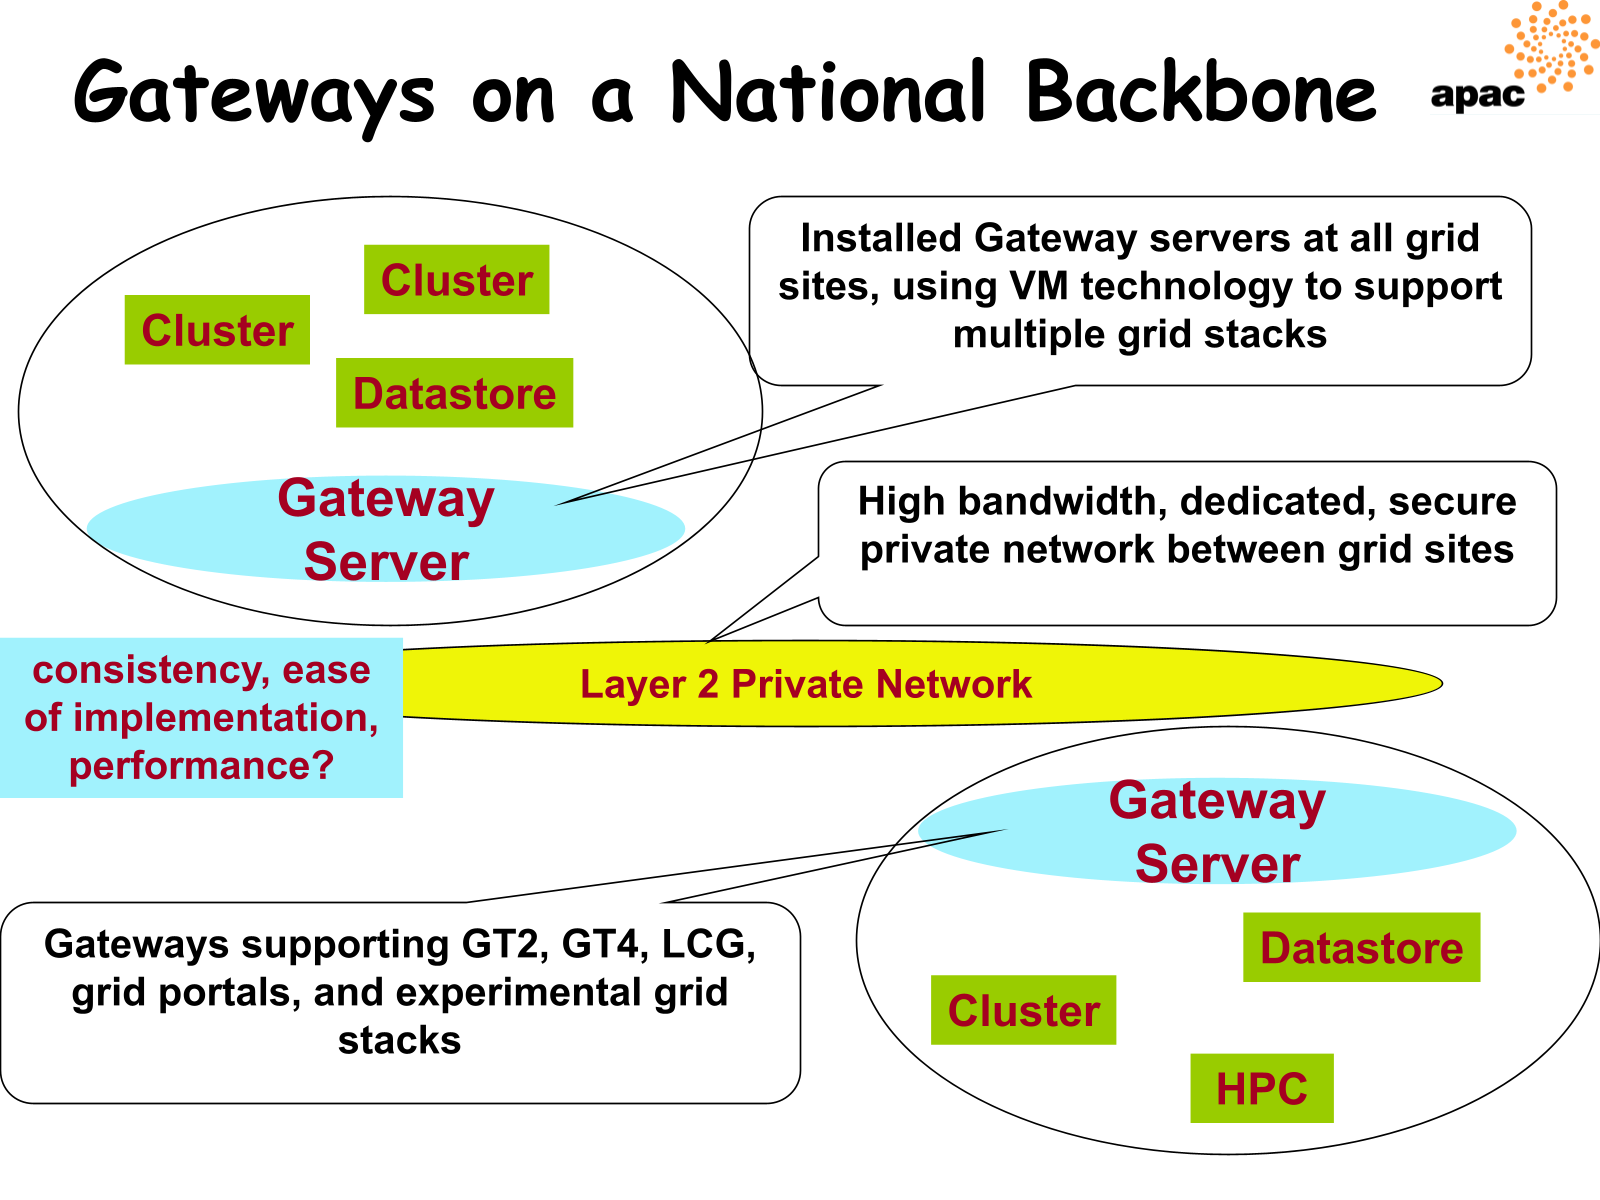 Gateways on a National Backbone
apac
Installed Gateway servers at all grid
sites, using VM technology to support
multiple grid stacks
Cluster
Cluster
Datastore
Gateway
Server
High bandwidth, dedicated, secure
private network between grid sites
consistency, ease
of implementation,
performance?
Layer 2 Private Network
Gateway
Server
Gateways supporting GT2, GT4, LCG,
grid portals, and experimental grid
stacks
Datastore
Cluster
HPC